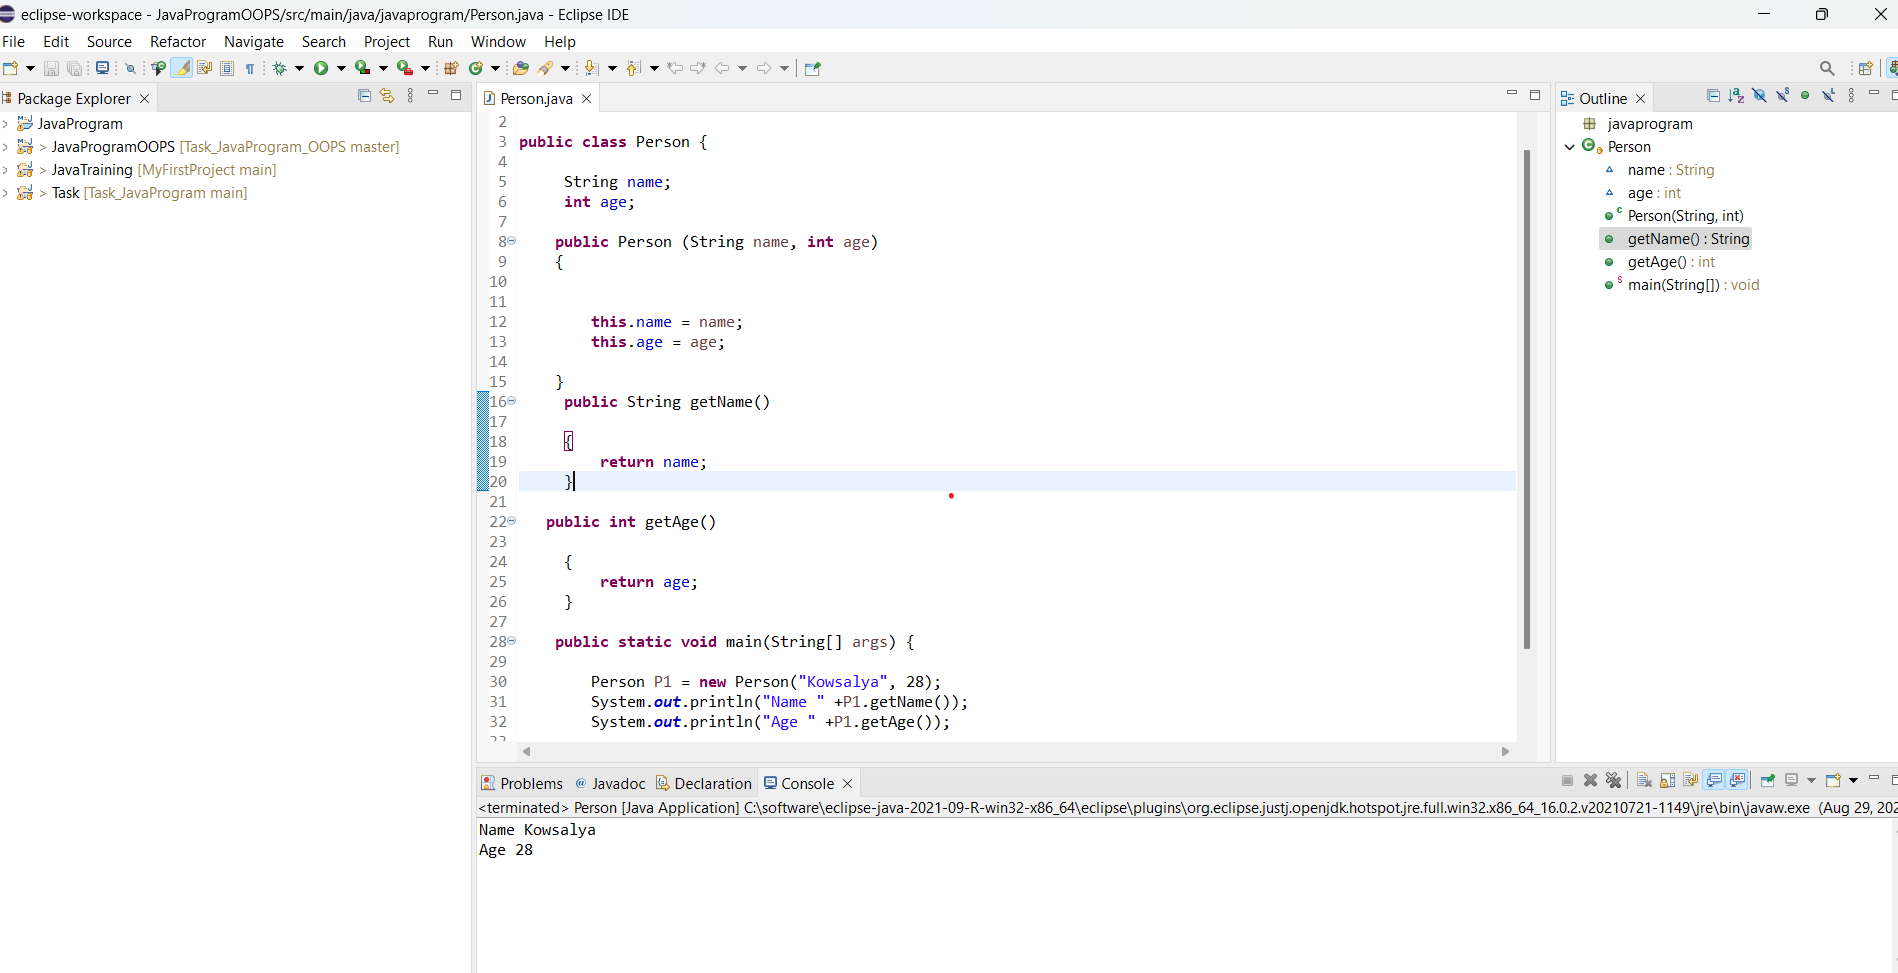 eclipse-workspace - JavaProgramOOPS/src/main/java/javaprogram/Person.java - Eclipse IDE
File Edit Source Refactor Navigate Search Project Run Window Help
Package Explorer
JavaProgram
> JavaProgramOOPS [Task_JavaProgram_OOPS master]
> JavaTraining [MyFirstProject main]
> Task [Task_JavaProgram main]
Person.java
2
3 public class Person {
4
5 String name;
6 int age;
7
8 public Person (String name, int age)
9 {
10
11
12 this.name = name;
13 this.age = age;
14
15 }
16 public String getName()
17
18 {
19 return name;
20 }
21
22 public int getAge()
23
24 {
25 return age;
26 }
27
28 public static void main(String[] args) {
29
30 Person P1 = new Person("Kowsalya", 28);
31 System.out.println("Name " +P1.getName());
32 System.out.println("Age " +P1.getAge());
Outline
javaprogram
Person
name : String
age : int
Person(String, int)
getName() : String
getAge() : int
main(String[]) : void
Problems @ Javadoc Declaration Console
<terminated> Person [Java Application] C:\software\eclipse-java-2021-09-R-win32-x86_64\eclipse\plugins\org.eclipse.justj.openjdk.hotspot.jre.full.win32.x86_64_16.0.2.v20210721-1149\jre\bin\javaw.exe (Aug 29, 202
Name Kowsalya
Age 28